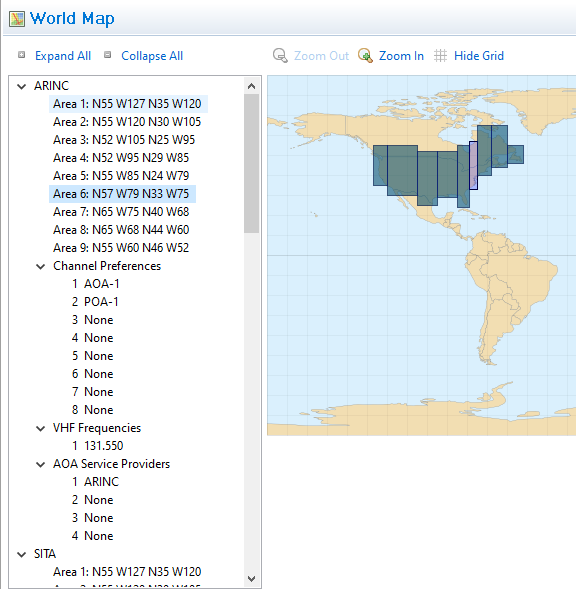 World Map
Expand All Collapse All Zoom Out Zoom In Hide Grid
ARINC
Area 1: N55 W127 N35 W120
Area 2: N55 W120 N30 W105
Area 3: N52 W105 N25 W95
Area 4: N52 W95 N29 W85
Area 5: N55 W85 N24 W79
Area 6: N57 W79 N33 W75
Area 7: N65 W75 N40 W68
Area 8: N65 W68 N44 W60
Area 9: N55 W60 N46 W52
Channel Preferences
1 AOA-1
2 POA-1
3 None
4 None
5 None
6 None
7 None
8 None
VHF Frequencies
1 131.550
AOA Service Providers
1 ARINC
2 None
3 None
4 None
SITA
Area 1: N55 W127 N35 W120